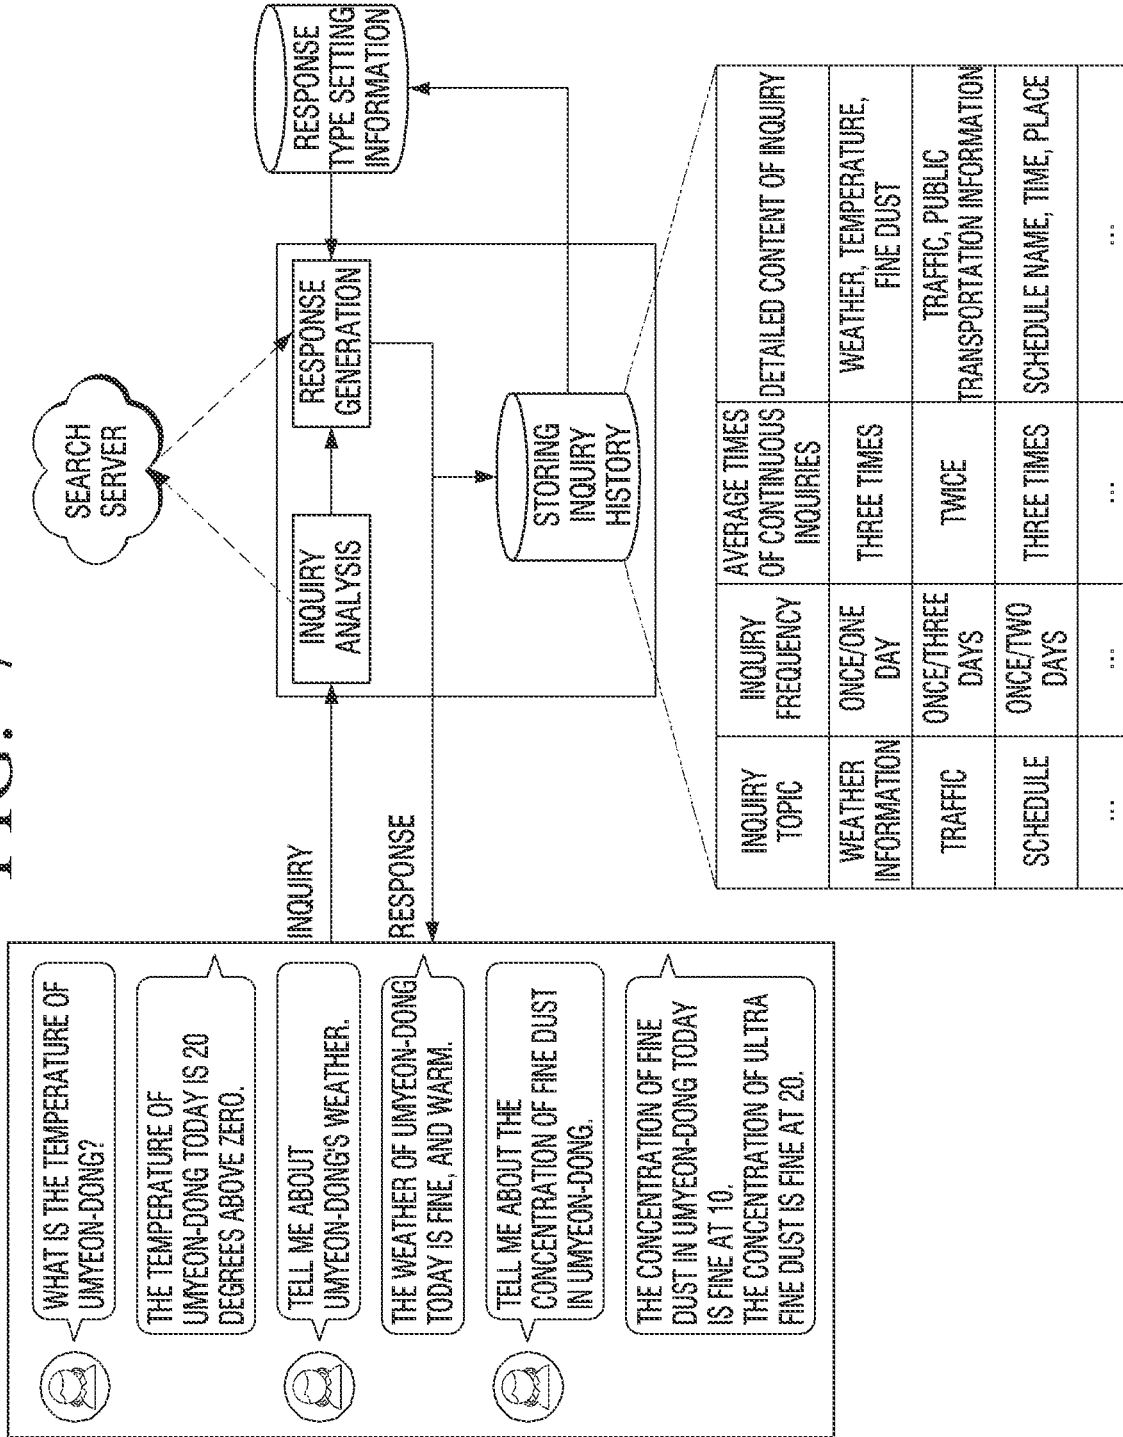 FIG. 7
WHAT IS THE TEMPERATURE OF
UMYEON-DONG?
THE TEMPERATURE OF
UMYEON-DONG TODAY IS 20
DEGREES ABOVE ZERO.
TELL ME ABOUT
UMYEON-DONG'S WEATHER.
THE WEATHER OF UMYEON-DONG
TODAY IS FINE, AND WARM.
TELL ME ABOUT THE
CONCENTRATION OF FINE DUST
IN UMYEON-DONG.
THE CONCENTRATION OF FINE
DUST IN UMYEON-DONG TODAY
IS FINE AT 10.
THE CONCENTRATION OF ULTRA
FINE DUST IS FINE AT 20.
INQUIRY
RESPONSE
SEARCH
SERVER
INQUIRY
ANALYSIS
RESPONSE
GENERATION
RESPONSE
TYPE SETTING
INFORMATION
STORING
INQUIRY
HISTORY
INQUIRY
TOPIC
INQUIRY
FREQUENCY
AVERAGE TIMES
OF CONTINUOUS
INQUIRIES
DETAILED CONTENT OF INQUIRY
WEATHER
INFORMATION
ONCE/ONE
DAY
THREE TIMES
WEATHER, TEMPERATURE,
FINE DUST
TRAFFIC
ONCE/THREE
DAYS
TWICE
TRAFFIC, PUBLIC
TRANSPORTATION INFORMATION
SCHEDULE
ONCE/TWO
DAYS
THREE TIMES
SCHEDULE NAME, TIME, PLACE
...
...
...
...